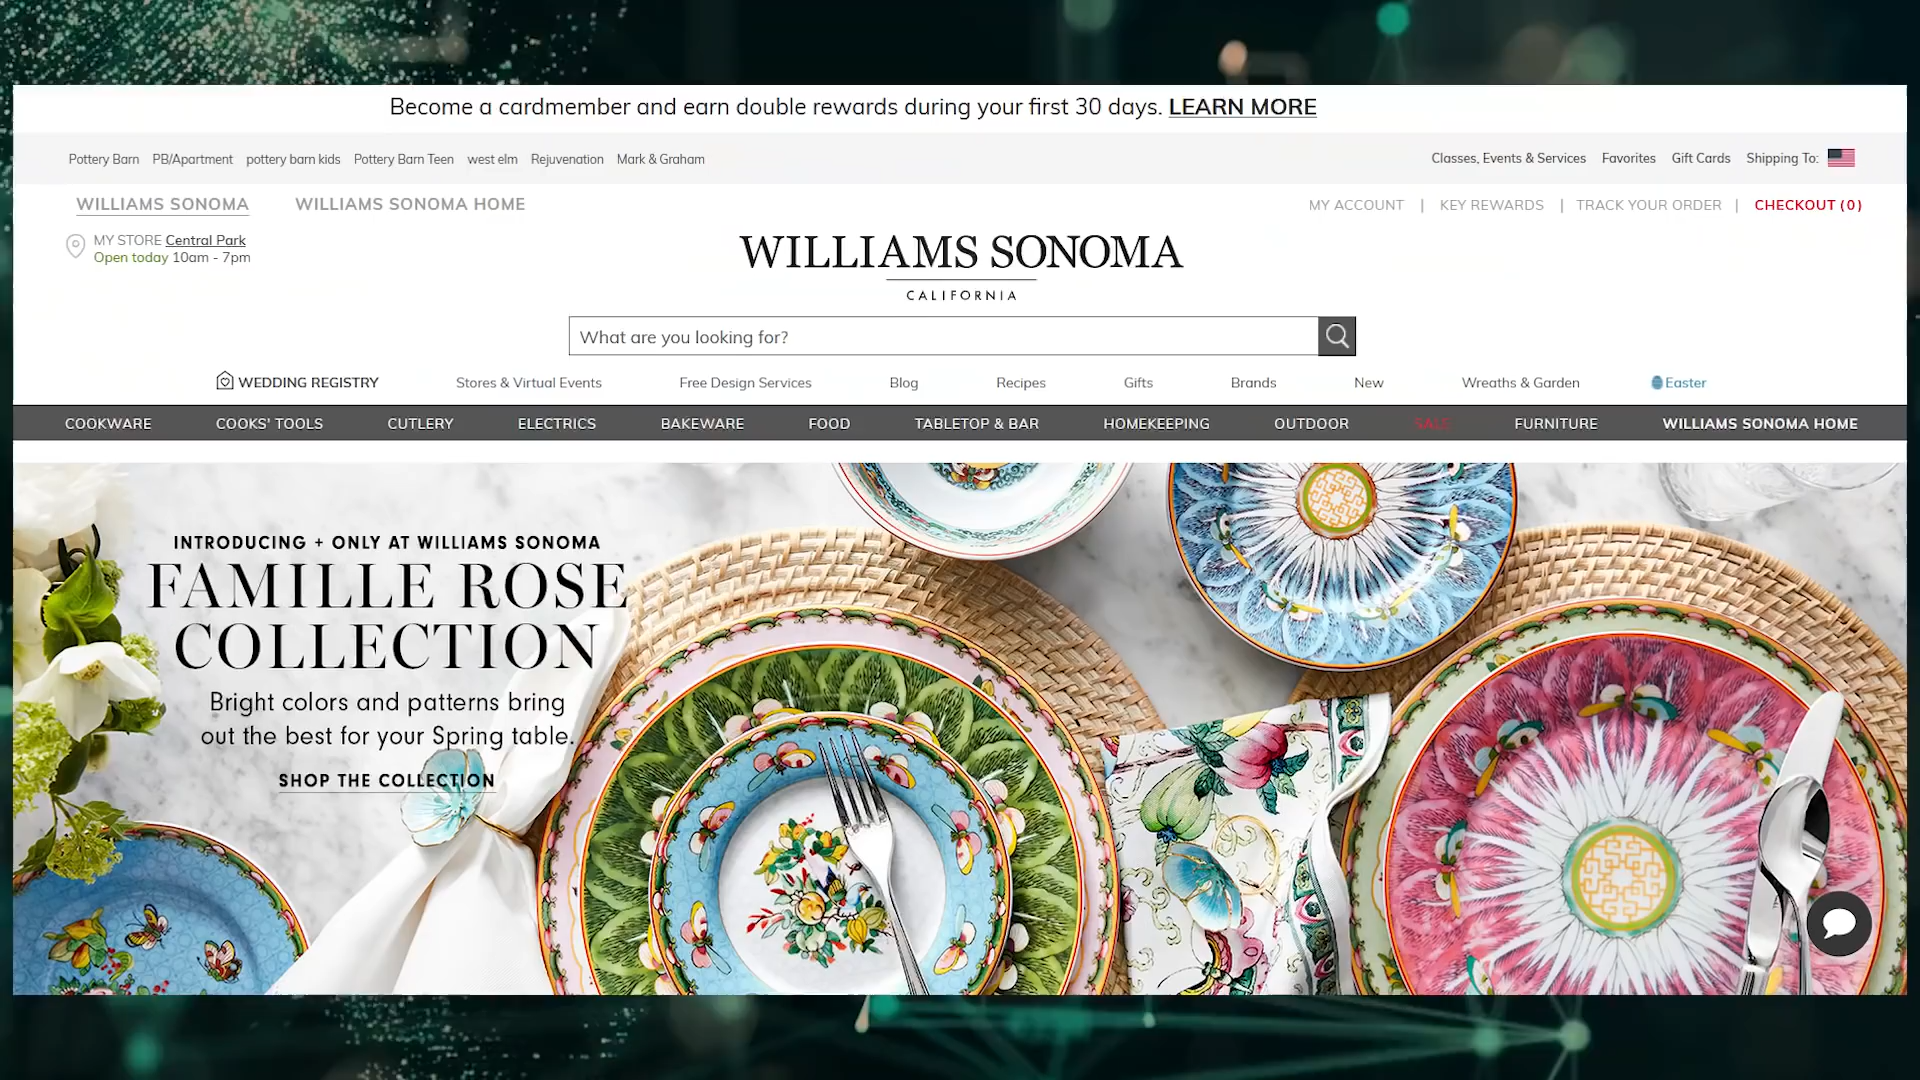 Become a cardmember and earn double rewards during your first 30 days. LEARN MORE
Pottery Barn PB/Apartment pottery barn kids Pottery Barn Teen west elm Rejuvenation Mark & Graham
Classes, Events & Services Favorites Gift Cards Shipping To:
WILLIAMS SONOMA WILLIAMS SONOMA HOME
MY ACCOUNT | KEY REWARDS | TRACK YOUR ORDER | CHECKOUT (0)
MY STORE Central Park
Open today 10am - 7pm
WILLIAMS SONOMA
CALIFORNIA
What are you looking for?
WEDDING REGISTRY Stores & Virtual Events Free Design Services Blog Recipes Gifts Brands New Wreaths & Garden Easter
COOKWARE COOKS' TOOLS CUTLERY ELECTRICS BAKEWARE FOOD TABLETOP & BAR HOMEKEEPING OUTDOOR SALE FURNITURE WILLIAMS SONOMA HOME
INTRODUCING + ONLY AT WILLIAMS SONOMA
FAMILLE ROSE
COLLECTION
Bright colors and patterns bring
out the best for your Spring table.
SHOP THE COLLECTION